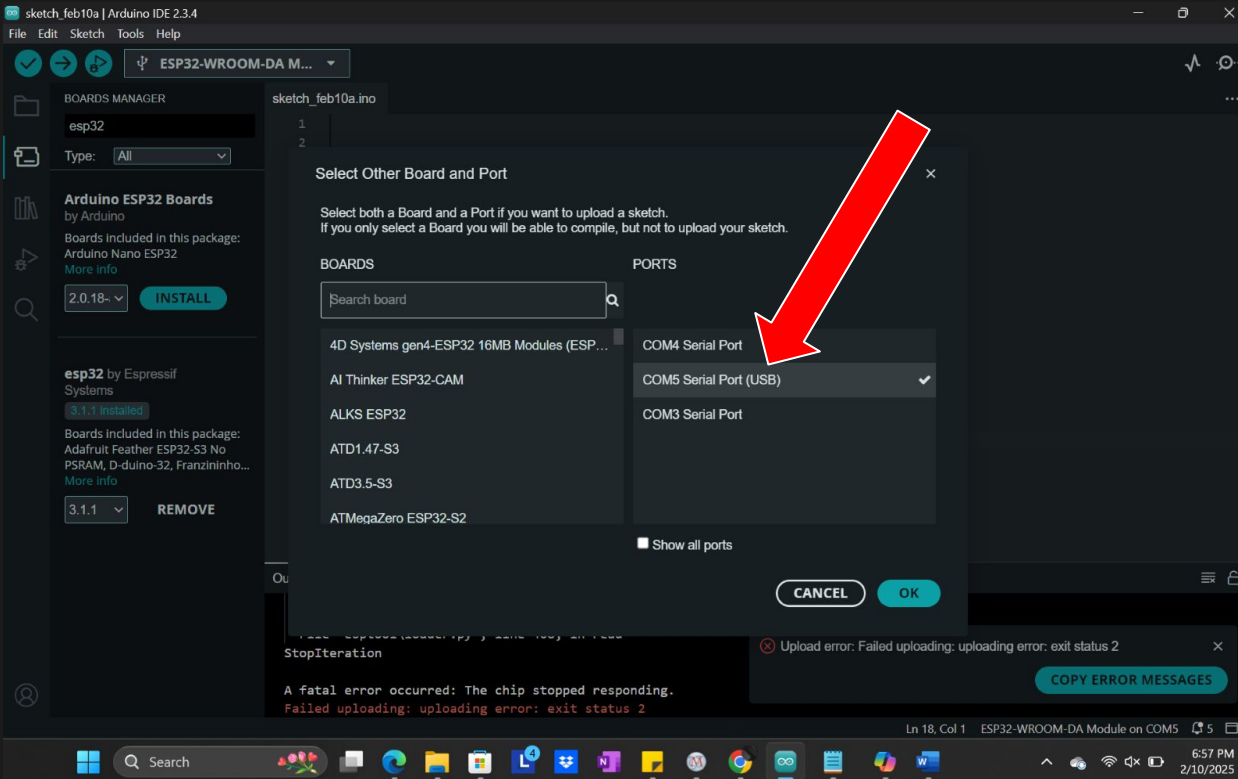 sketch_feb10a | Arduino IDE 2.3.4
File Edit Sketch Tools Help
ESP32-WROOM-DA M...
BOARDS MANAGER
sketch_feb10a.ino
esp32
1
2
Type: All
Arduino ESP32 Boards
by Arduino
Boards included in this package:
Arduino Nano ESP32
More info
2.0.18-
INSTALL
esp32 by Espressif
Systems
3.1.1 installed
Boards included in this package:
Adafruit Feather ESP32-S3 No
PSRAM, D-duino-32, Franzininho...
More info
3.1.1
REMOVE
Select Other Board and Port
Select both a Board and a Port if you want to upload a sketch.
If you only select a Board you will be able to compile, but not to upload your sketch.
BOARDS
PORTS
Search board
4D Systems gen4-ESP32 16MB Modules (ESP...
AI Thinker ESP32-CAM
ALKS ESP32
ATD1.47-S3
ATD3.5-S3
ATMegaZero ESP32-S2
COM4 Serial Port
COM5 Serial Port (USB)
COM3 Serial Port
Show all ports
CANCEL
OK
Ou
StopIteration
A fatal error occurred: The chip stopped responding.
Failed uploading: uploading error: exit status 2
Upload error: Failed uploading: uploading error: exit status 2
COPY ERROR MESSAGES
Ln 18, Col 1 ESP32-WROOM-DA Module on COM5 5
Search
4
6:57 PM
2/10/2025